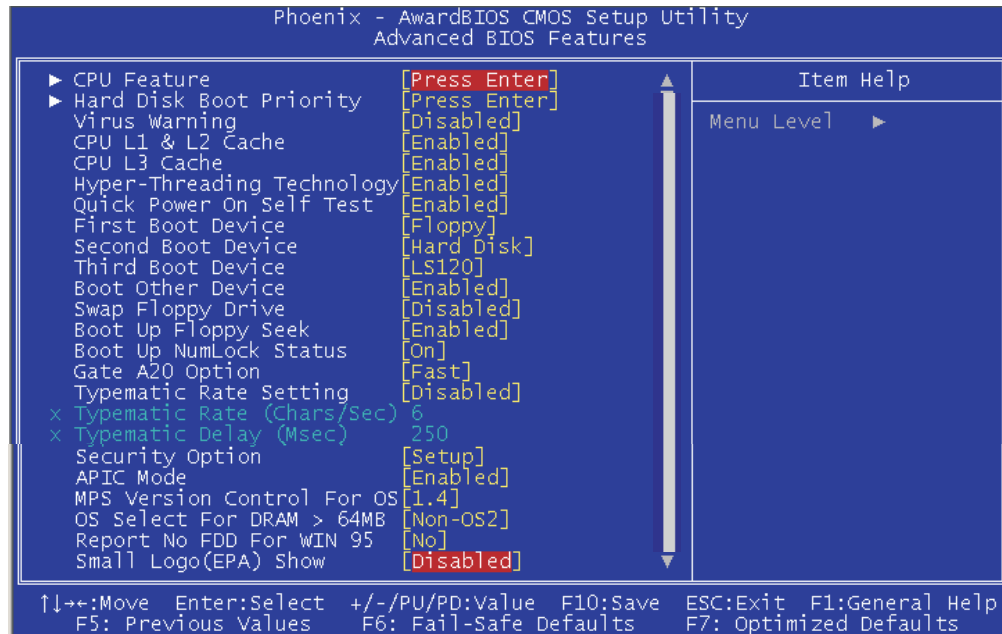 Phoenix - AwardBIOS CMOS Setup Utility
Advanced BIOS Features
► CPU Feature [Press Enter] ▲ Item Help
► Hard Disk Boot Priority [Press Enter]
Virus Warning [Disabled] Menu Level ►
CPU L1 & L2 Cache [Enabled]
CPU L3 Cache [Enabled]
Hyper-Threading Technology[Enabled]
Quick Power On Self Test [Enabled]
First Boot Device [Floppy]
Second Boot Device [Hard Disk]
Third Boot Device [LS120]
Boot Other Device [Enabled]
Swap Floppy Drive [Disabled]
Boot Up Floppy Seek [Enabled]
Boot Up NumLock Status [On]
Gate A20 Option [Fast]
Typematic Rate Setting [Disabled]
x Typematic Rate (Chars/Sec) 6
x Typematic Delay (Msec) 250
Security Option [Setup]
APIC Mode [Enabled]
MPS Version Control For OS[1.4]
OS Select For DRAM > 64MB [Non-OS2]
Report No FDD For WIN 95 [No]
Small Logo(EPA) Show [Disabled] ▼
↑↓→←:Move Enter:Select +/-/PU/PD:Value F10:Save ESC:Exit F1:General Help
F5: Previous Values F6: Fail-Safe Defaults F7: Optimized Defaults